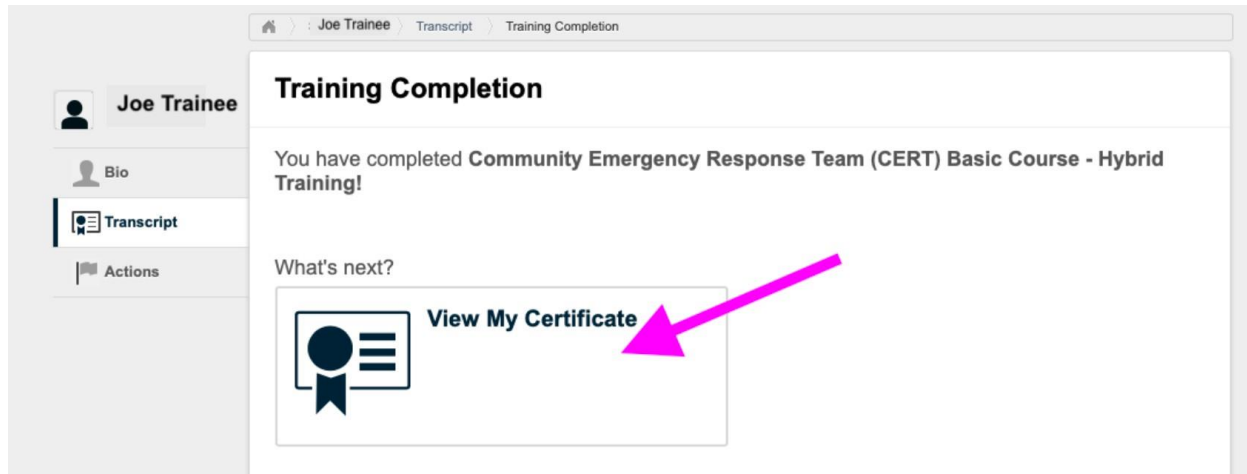 : Joe Trainee Transcript Training Completion
Joe Trainee
Bio
Transcript
Actions
Training Completion
You have completed Community Emergency Response Team (CERT) Basic Course - Hybrid
Training!
What's next?
View My Certificate